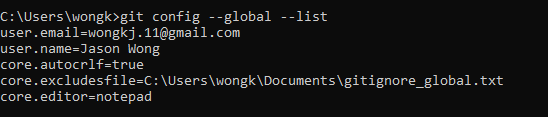 C:\Users\wongk>git config --global --list
user.email=wongkj.11@gmail.com
user.name=Jason Wong
core.autocrlf=true
core.excludesfile=C:\Users\wongk\Documents\gitignore_global.txt
core.editor=notepad